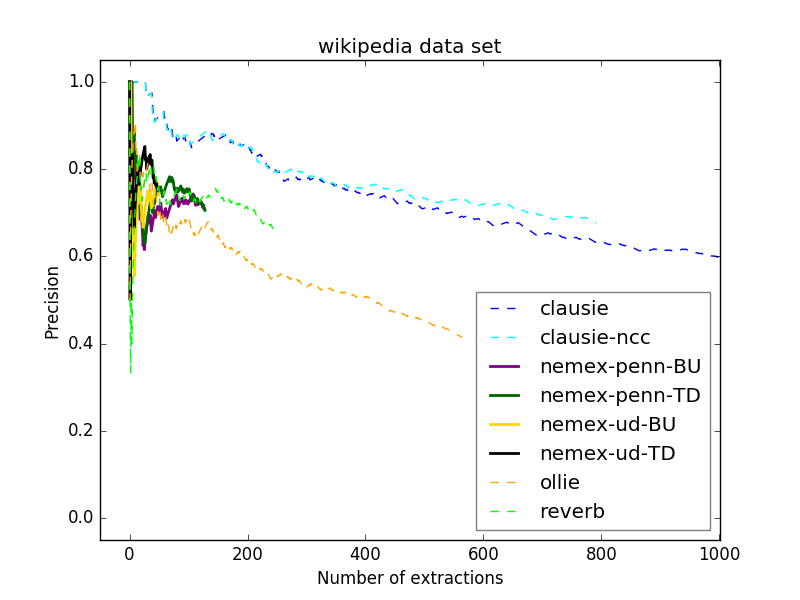 wikipedia data set
1.0
0.8
0.6
0.4
0.2
0.0
Precision
0
200
400
600
800
1000
Number of extractions
clausie
clausie-ncc
nemex-penn-BU
nemex-penn-TD
nemex-ud-BU
nemex-ud-TD
ollie
reverb